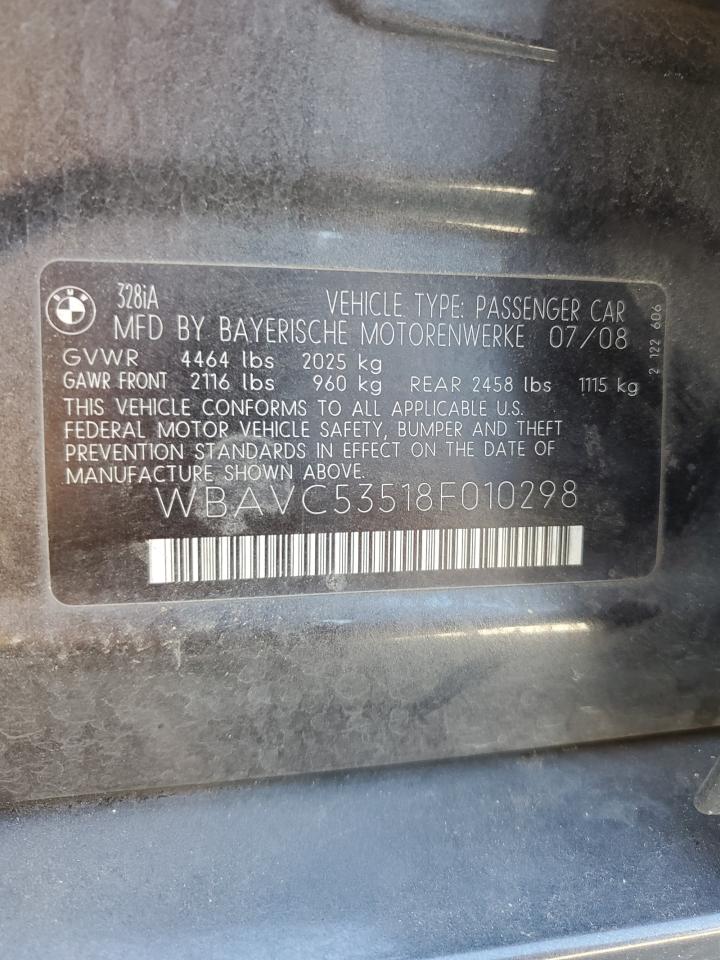 BMW
328iA VEHICLE TYPE: PASSENGER CAR
MFD BY BAYERISCHE MOTORENWERKE 07/08
GVWR 4464 lbs 2025 kg
GAWR FRONT 2116 lbs 960 kg REAR 2458 lbs 1115 kg
THIS VEHICLE CONFORMS TO ALL APPLICABLE U.S.
FEDERAL MOTOR VEHICLE SAFETY, BUMPER AND THEFT
PREVENTION STANDARDS IN EFFECT ON THE DATE OF
MANUFACTURE SHOWN ABOVE.
WBAVC53518F010298
2 122 606